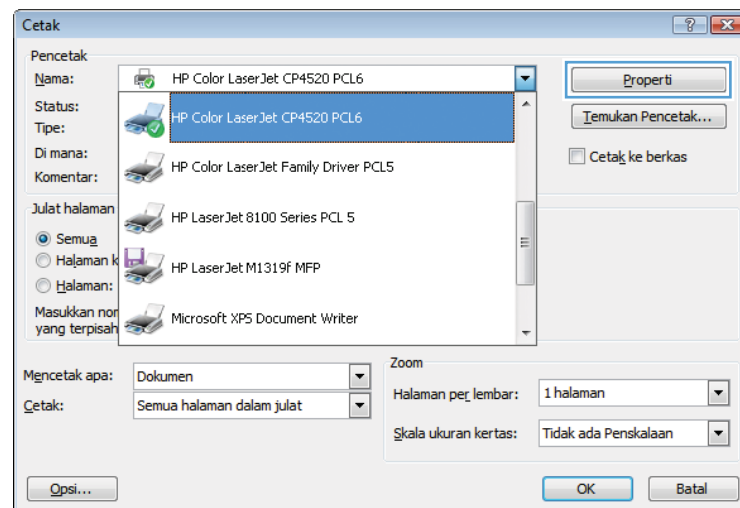 Cetak
Pencetak
Nama:
HP Color LaserJet CP4520 PCL6
Properti
Status:
HP Color LaserJet CP4520 PCL6
Temukan Pencetak...
Tipe:
Di mana:
HP Color LaserJet Family Driver PCL5
Cetak ke berkas
Komentar:
Julat halaman
HP LaserJet 8100 Series PCL 5
Semua
Halaman k
HP LaserJet M1319f MFP
Halaman:
Masukkan nor
yang terpisah
Microsoft XPS Document Writer
Mencetak apa:
Dokumen
Cetak:
Semua halaman dalam julat
Zoom
Halaman per lembar:
1 halaman
Skala ukuran kertas:
Tidak ada Penskalaan
Opsi...
OK
Batal